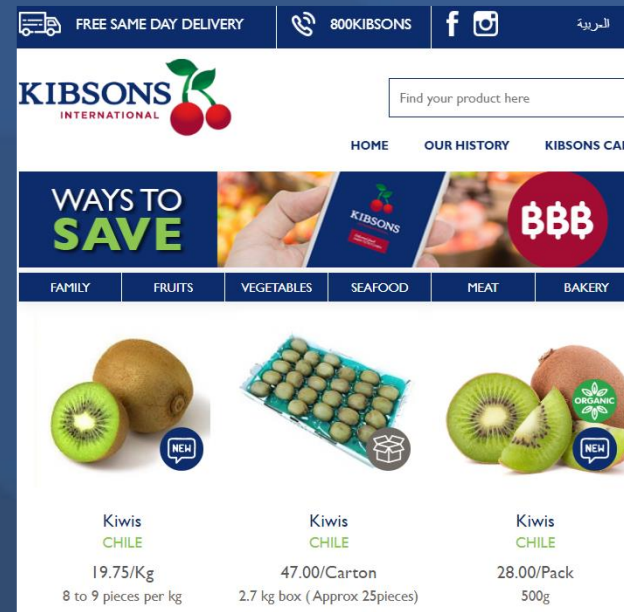 FREE SAME DAY DELIVERY
800KIBSONS
العربية
KIBSONS
INTERNATIONAL
Find your product here
HOME OUR HISTORY KIBSONS CAR
WAYS TO
SAVE
KIBSONS
฿฿฿
FAMILY FRUITS VEGETABLES SEAFOOD MEAT BAKERY
ORGANIC
NEW
NEW
Kiwis Kiwis Kiwis
CHILE CHILE CHILE
19.75/Kg 47.00/Carton 28.00/Pack
8 to 9 pieces per kg 2.7 kg box ( Approx 25pieces) 500g